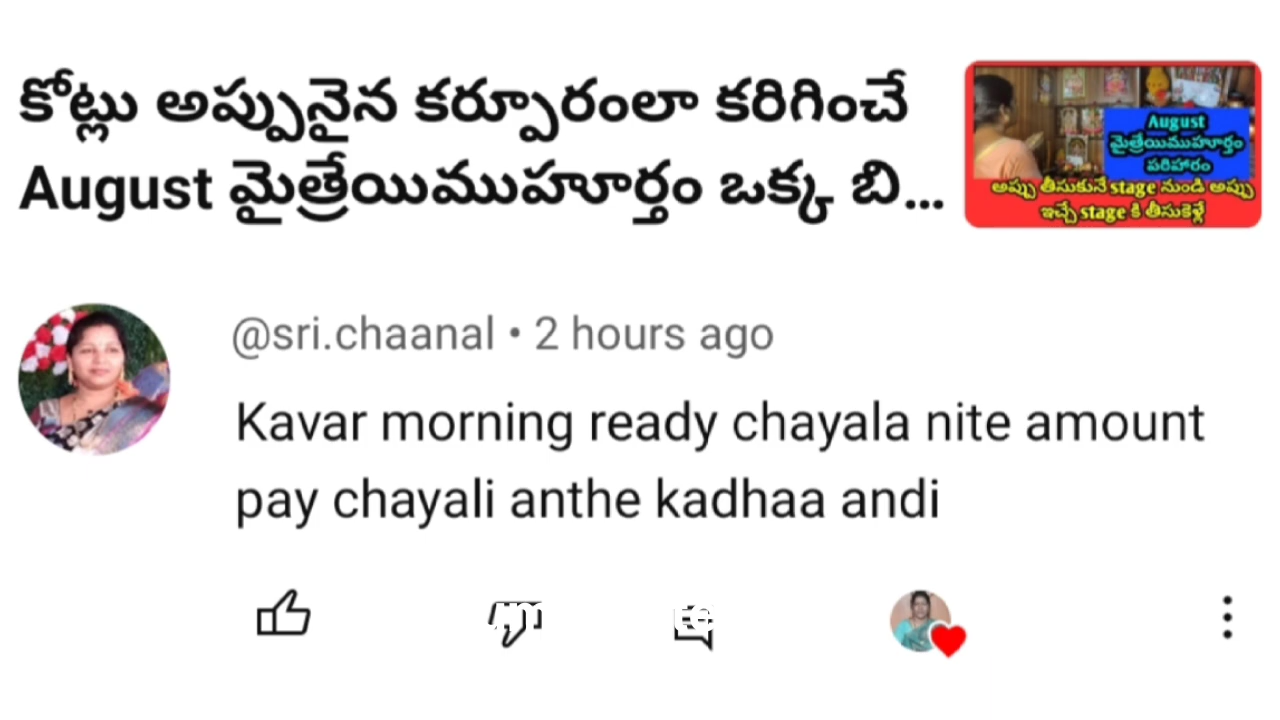 కోట్లు అప్పునైన కర్పూరంలా కరిగించే
August మైత్రేయిముహూర్తం ఒక్క బి...
August
మైత్రేయిముహూర్తం
పరిహారం
అప్పు తీసుకునే stage నుండి అప్పు
ఇచ్చే stage కి తీసుకెళ్లే
@sri.chaanal • 2 hours ago
Kavar morning ready chayala nite amount
pay chayali anthe kadhaa andi